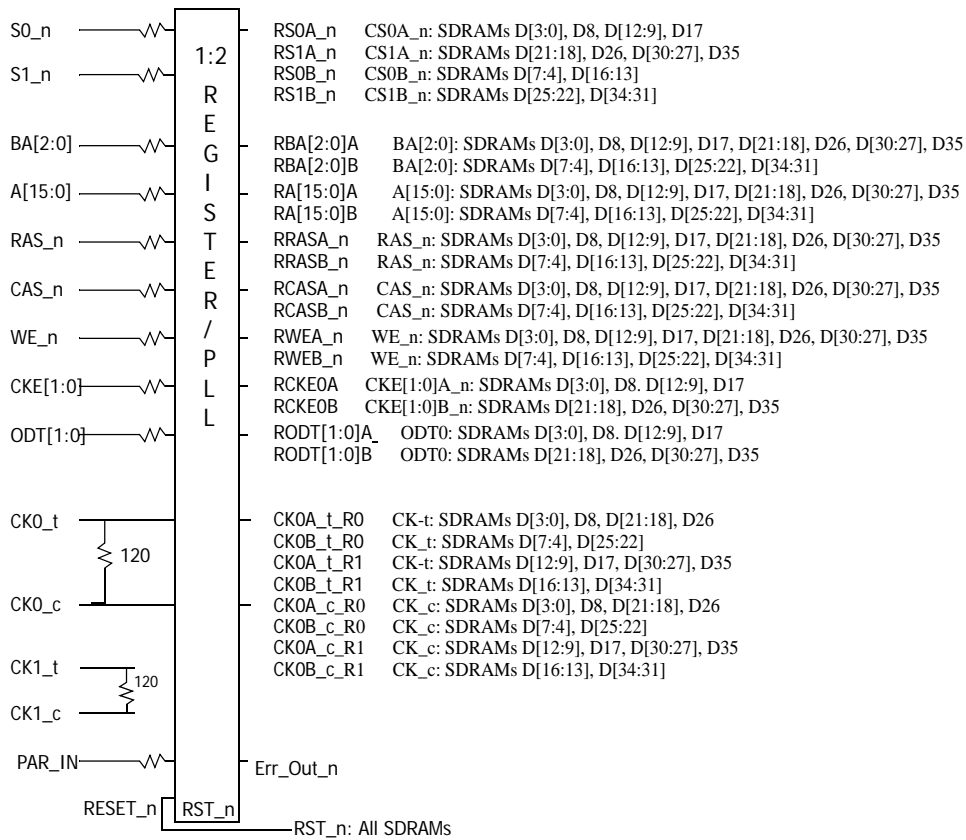 S0_n RS0A_n CS0A_n: SDRAMs D[3:0], D8, D[12:9], D17
1:2 RS1A_n CS1A_n: SDRAMs D[21:18], D26, D[30:27], D35
S1_n RS0B_n CS0B_n: SDRAMs D[7:4], D[16:13]
RS1B_n CS1B_n: SDRAMs D[25:22], D[34:31]
REGISTER/PLL
BA[2:0] RBA[2:0]A BA[2:0]: SDRAMs D[3:0], D8, D[12:9], D17, D[21:18], D26, D[30:27], D35
RBA[2:0]B BA[2:0]: SDRAMs D[7:4], D[16:13], D[25:22], D[34:31]
A[15:0] RA[15:0]A A[15:0]: SDRAMs D[3:0], D8, D[12:9], D17, D[21:18], D26, D[30:27], D35
RA[15:0]B A[15:0]: SDRAMs D[7:4], D[16:13], D[25:22], D[34:31]
RAS_n RRASA_n RAS_n: SDRAMs D[3:0], D8, D[12:9], D17, D[21:18], D26, D[30:27], D35
RRASB_n RAS_n: SDRAMs D[7:4], D[16:13], D[25:22], D[34:31]
CAS_n RCASA_n CAS_n: SDRAMs D[3:0], D8, D[12:9], D17, D[21:18], D26, D[30:27], D35
RCASB_n CAS_n: SDRAMs D[7:4], D[16:13], D[25:22], D[34:31]
WE_n RWEA_n WE_n: SDRAMs D[3:0], D8, D[12:9], D17, D[21:18], D26, D[30:27], D35
RWEB_n WE_n: SDRAMs D[7:4], D[16:13], D[25:22], D[34:31]
CKE[1:0] RCKE0A CKE[1:0]A_n: SDRAMs D[3:0], D8. D[12:9], D17
RCKE0B CKE[1:0]B_n: SDRAMs D[21:18], D26, D[30:27], D35
ODT[1:0] RODT[1:0]A_ ODT0: SDRAMs D[3:0], D8. D[12:9], D17
RODT[1:0]B ODT0: SDRAMs D[21:18], D26, D[30:27], D35
CK0_t CK0A_t_R0 CK-t: SDRAMs D[3:0], D8, D[21:18], D26
CK0B_t_R0 CK_t: SDRAMs D[7:4], D[25:22]
120 CK0A_t_R1 CK-t: SDRAMs D[12:9], D17, D[30:27], D35
CK0B_t_R1 CK_t: SDRAMs D[16:13], D[34:31]
CK0_c CK0A_c_R0 CK_c: SDRAMs D[3:0], D8, D[21:18], D26
CK0B_c_R0 CK_c: SDRAMs D[7:4], D[25:22]
CK0A_c_R1 CK_c: SDRAMs D[12:9], D17, D[30:27], D35
CK1_t CK0B_c_R1 CK_c: SDRAMs D[16:13], D[34:31]
120
CK1_c
PAR_IN Err_Out_n
RESET_n RST_n
RST_n: All SDRAMs